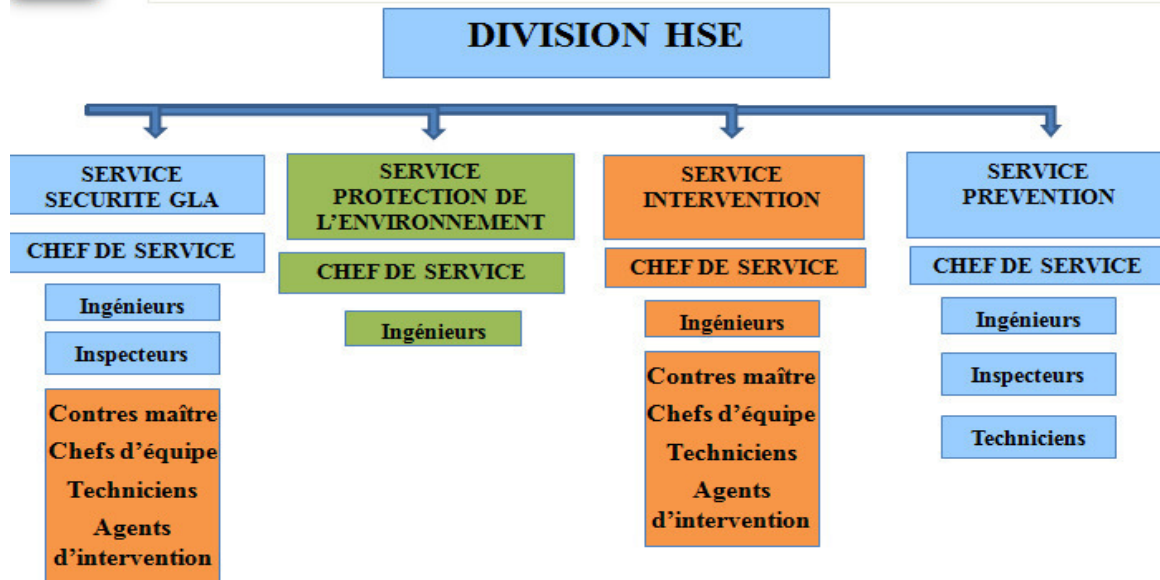 DIVISION HSE
SERVICE
SECURITE GLA
CHEF DE SERVICE
Ingénieurs
Inspecteurs
Contres maître
Chefs d’équipe
Techniciens
Agents
d’intervention
SERVICE
PROTECTION DE
L’ENVIRONNEMENT
CHEF DE SERVICE
Ingénieurs
SERVICE
INTERVENTION
CHEF DE SERVICE
Ingénieurs
Contres maître
Chefs d’équipe
Techniciens
Agents
d’intervention
SERVICE
PREVENTION
CHEF DE SERVICE
Ingénieurs
Inspecteurs
Techniciens